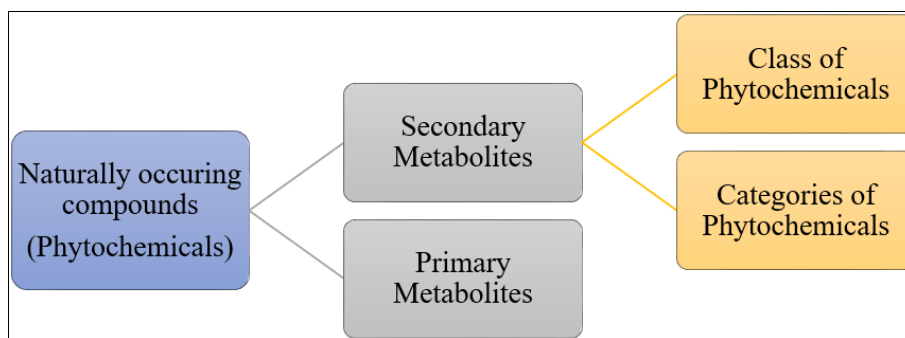 Naturally occuring
compounds
(Phytochemicals)
Secondary
Metabolites
Primary
Metabolites
Class of
Phytochemicals
Categories of
Phytochemicals